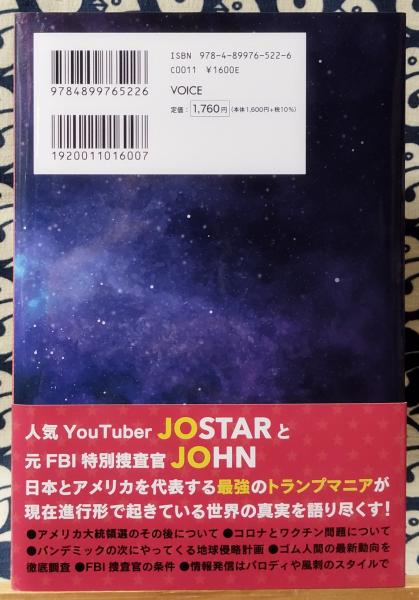 ISBN 978-4-89976-522-6
C0011 ¥1600E
VOICE
定価：1,760円（本体1,600円+税10%）
9784899765226
1920011016007
人気 YouTuber JOSTARと
元 FBI 特別捜査官 JOHN
日本とアメリカを代表する最強のトランプマニアが
現在進行形で起きている世界の真実を語り尽くす！
●アメリカ大統領選のその後について ●コロナとワクチン問題について
●パンデミックの次にやってくる地球侵略計画 ●ゴム人間の最新動向を
徹底調査 ●FBI 捜査官の条件 ●情報発信はパロディや風刺のスタイルで